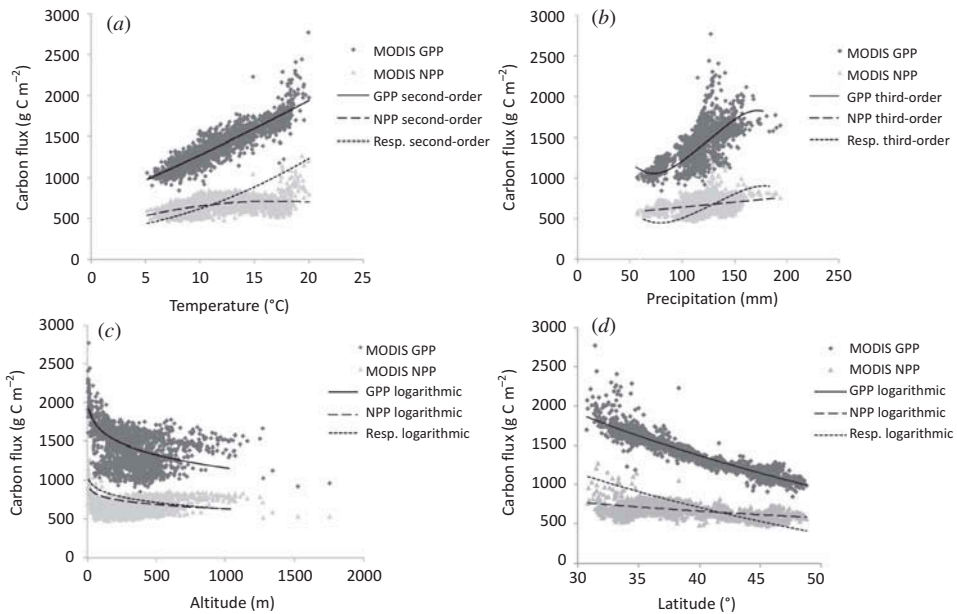 (a)
Carbon flux (g C m⁻²)
3000
2500
2000
1500
1000
500
0
0 5 10 15 20 25
Temperature (°C)
MODIS GPP
MODIS NPP
GPP second-order
NPP second-order
Resp. second-order
(b)
Carbon flux (g C m⁻²)
3000
2500
2000
1500
1000
500
0
0 50 100 150 200 250
Precipitation (mm)
MODIS GPP
MODIS NPP
GPP third-order
NPP third-order
Resp. third-order
(c)
Carbon flux (g C m⁻²)
3000
2500
2000
1500
1000
500
0
0 500 1000 1500 2000
Altitude (m)
MODIS GPP
MODIS NPP
GPP logarithmic
NPP logarithmic
Resp. logarithmic
(d)
Carbon flux (g C m⁻²)
3000
2500
2000
1500
1000
500
0
30 35 40 45 50
Latitude (°)
MODIS GPP
MODIS NPP
GPP logarithmic
NPP logarithmic
Resp. logarithmic